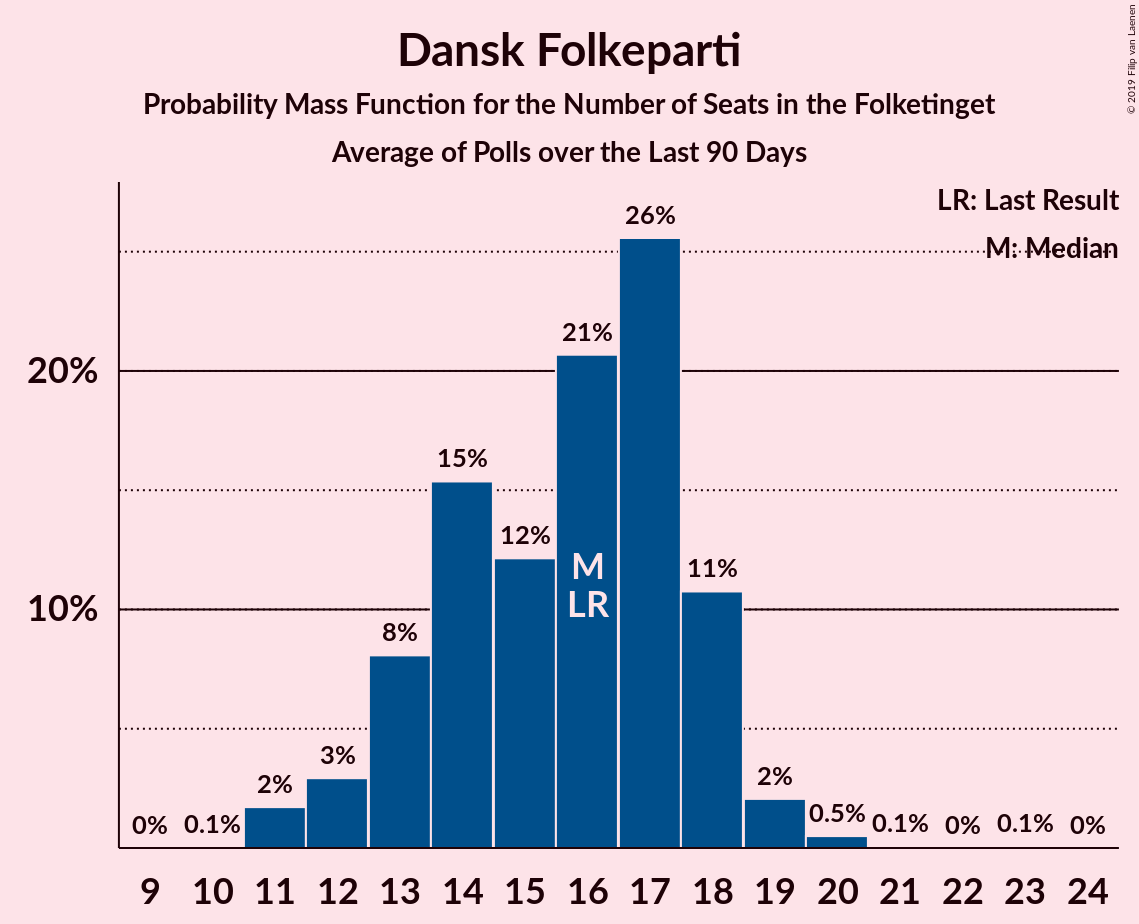 Dansk Folkeparti
Probability Mass Function for the Number of Seats in the Folketinget
Average of Polls over the Last 90 Days
© 2019 Filip van Laenen
LR: Last Result
M: Median
26%
21%
20%
15%
12%
11%
M
LR
10%
8%
3%
2%
2%
0%
0.1%
0.5%
0.1%
0%
0.1%
0%
9 10 11 12 13 14 15 16 17 18 19 20 21 22 23 24